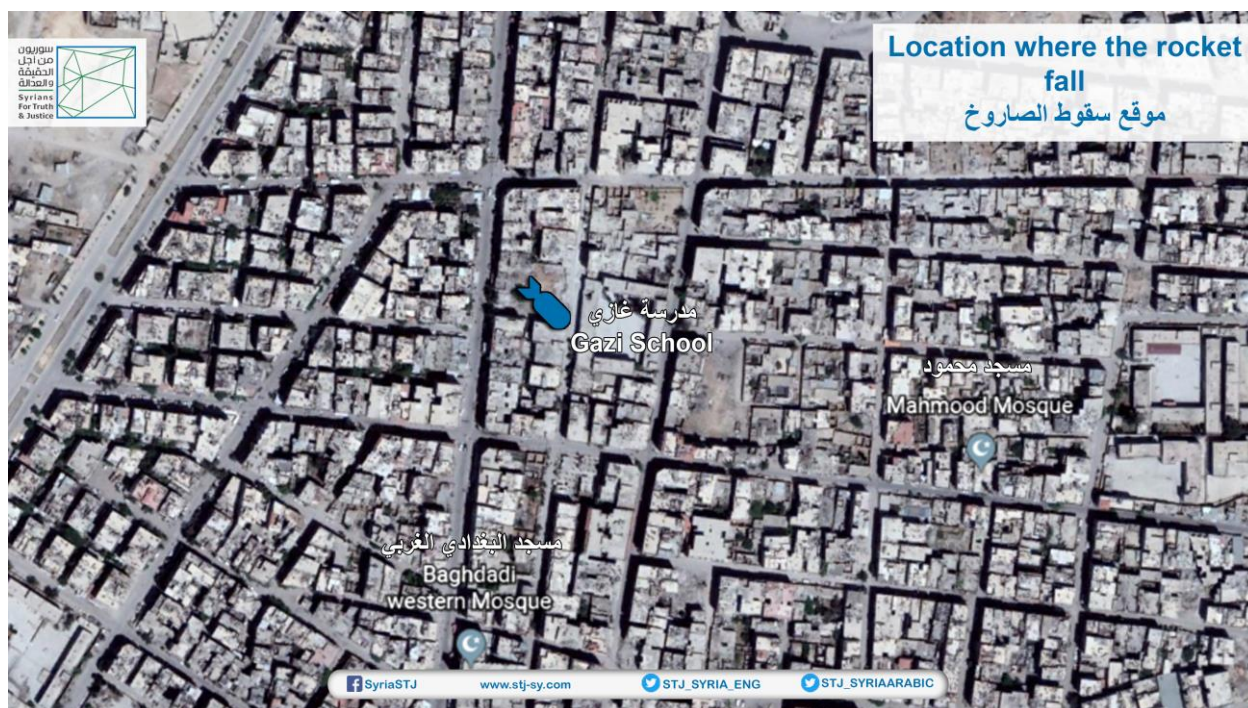 سوريون
من أجل
الحقيقة
والعدالة
Syrians
For Truth
& Justice
Location where the rocket
fall
موقع سقوط الصاروخ
مدرسة غازي
Gazi School
مسجد محمود
Mahmood Mosque
مسجد البغدادي الغربي
Baghdadi
western Mosque
SyriaSTJ www.stj-sy.com STJ_SYRIA_ENG STJ_SYRIAARABIC